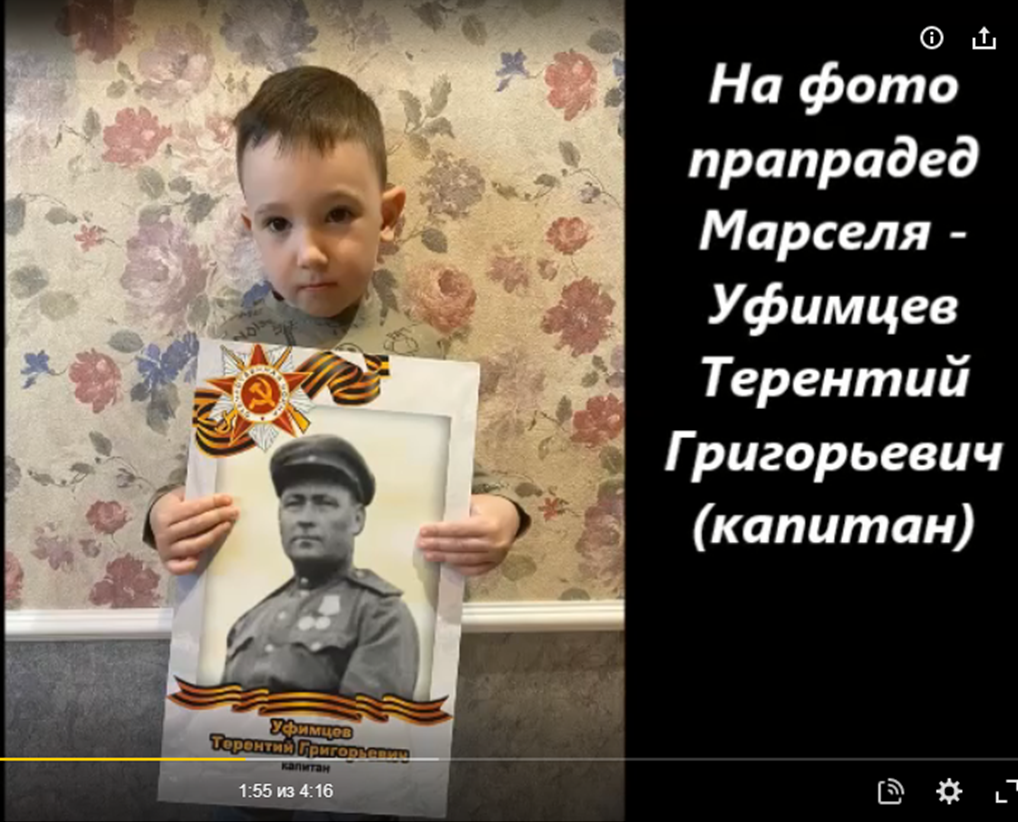 На фото
прапрадед
Марселя -
Уфимцев
Терентий
Григорьевич
(капитан)
Уфимцев
Терентий Григорьевич
капитан
1:55 из 4:16